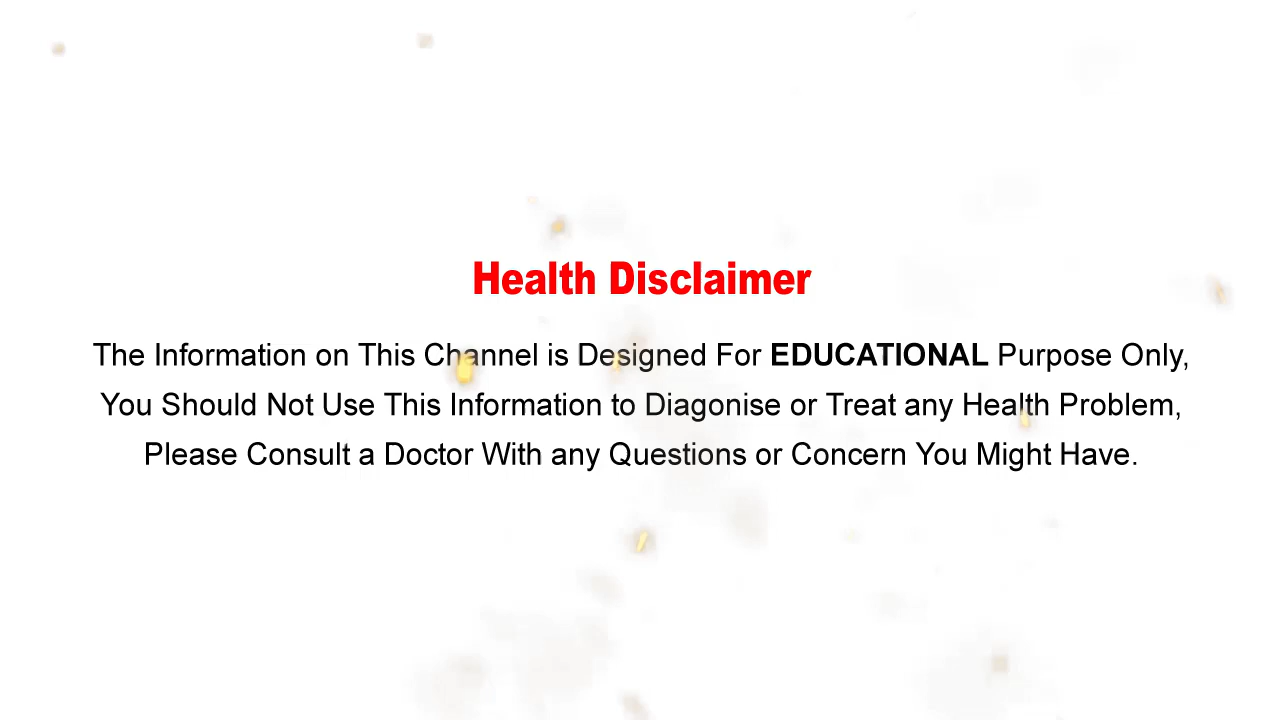 Health Disclaimer
The Information on This Channel is Designed For EDUCATIONAL Purpose Only,
You Should Not Use This Information to Diagonise or Treat any Health Problem,
Please Consult a Doctor With any Questions or Concern You Might Have.